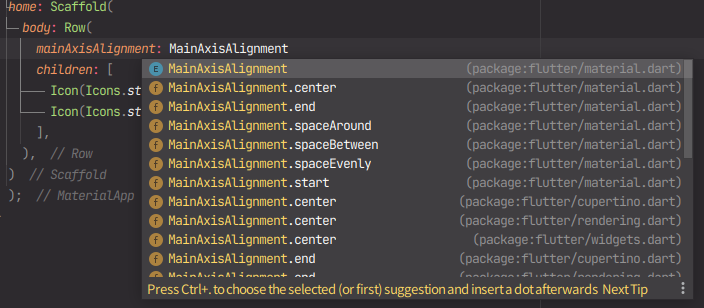 home: Scaffold(
body: Row(
mainAxisAlignment: MainAxisAlignment
children: [
Icon(Icons.st
Icon(Icons.st
],
), // Row
) // Scaffold
); // MaterialApp
E MainAxisAlignment (package:flutter/material.dart)
f MainAxisAlignment.center (package:flutter/material.dart)
f MainAxisAlignment.end (package:flutter/material.dart)
f MainAxisAlignment.spaceAround (package:flutter/material.dart)
f MainAxisAlignment.spaceBetween (package:flutter/material.dart)
f MainAxisAlignment.spaceEvenly (package:flutter/material.dart)
f MainAxisAlignment.start (package:flutter/material.dart)
f MainAxisAlignment.center (package:flutter/cupertino.dart)
f MainAxisAlignment.center (package:flutter/rendering.dart)
f MainAxisAlignment.center (package:flutter/widgets.dart)
f MainAxisAlignment.end (package:flutter/cupertino.dart)
f MainAxisAlignment.end (package:flutter/rendering.dart)
Press Ctrl+. to choose the selected (or first) suggestion and insert a dot afterwards Next Tip